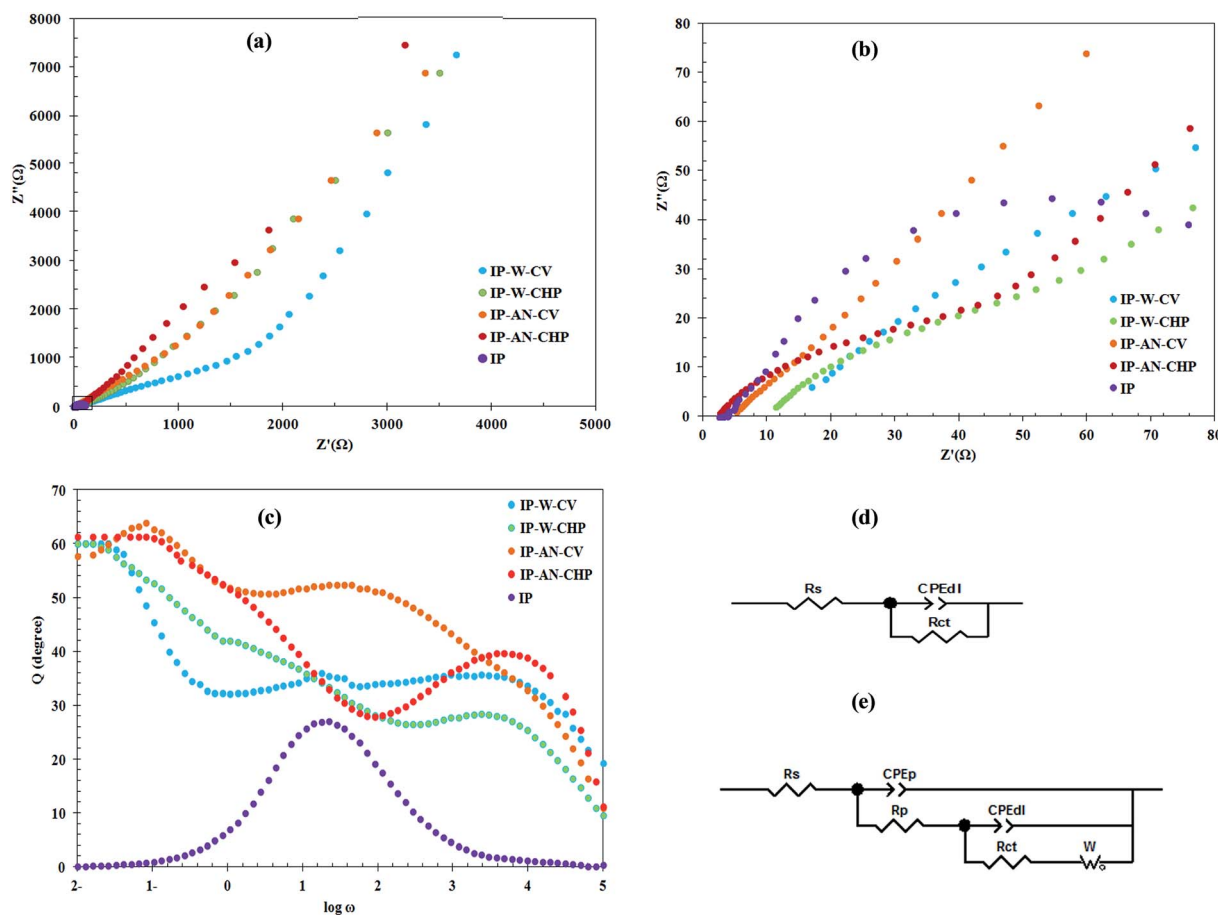 (a)
8000
7000
6000
5000
4000
3000
2000
1000
0
Z''(Ω)
IP-W-CV
IP-W-CHP
IP-AN-CV
IP-AN-CHP
IP
0 1000 2000 3000 4000 5000
Z'(Ω)
(b)
80
70
60
50
40
30
20
10
0
Z''(Ω)
IP-W-CV
IP-W-CHP
IP-AN-CV
IP-AN-CHP
IP
0 10 20 30 40 50 60 70 80
Z'(Ω)
(c)
70
60
50
40
30
20
10
0
Q (degree)
IP-W-CV
IP-W-CHP
IP-AN-CV
IP-AN-CHP
IP
2- 1- 0 1 2 3 4 5
log ω
(d)
Rs CPEdl
Rct
(e)
Rs CPEp
Rp CPEdl
Rct W